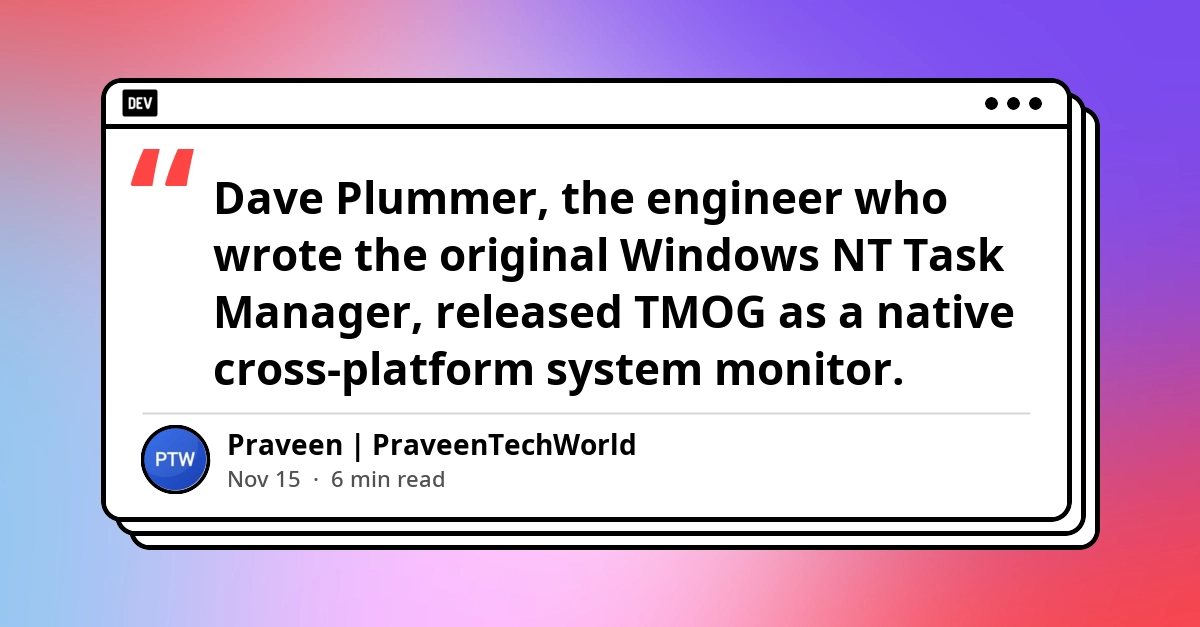 DEV
“
Dave Plummer, the engineer who
wrote the original Windows NT Task
Manager, released TMOG as a native
cross-platform system monitor.
PTW
Praveen | PraveenTechWorld
Nov 15 · 6 min read